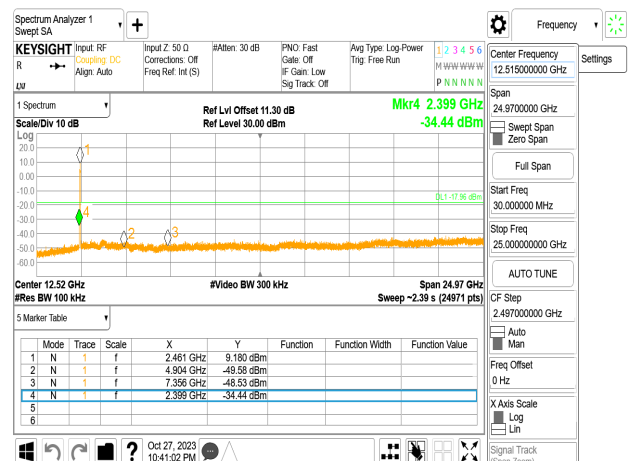 Spectrum Analyzer 1
Swept SA
Frequency
KEYSIGHT
Input: RF
Input Z: 50 Ω
#Atten: 30 dB
PNO: Fast
Avg Type: Log-Power
1 2 3 4 5 6
R
Coupling: DC
Corrections: Off
Gate: Off
Trig: Free Run
M W W W W W
Align: Auto
Freq Ref: Int (S)
IF Gain: Low
Sig Track: Off
P N N N N N
LXI
1 Spectrum
Ref Lvl Offset 11.30 dB
Mkr4 2.399 GHz
Scale/Div 10 dB
Ref Level 30.00 dBm
-34.44 dBm
Log
20.0
10.0
0.00
-10.0
-20.0
-30.0
-40.0
-50.0
-60.0
1
2
3
4
DL1 -17.96 dBm
Center 12.52 GHz
#Video BW 300 kHz
Span 24.97 GHz
#Res BW 100 kHz
Sweep ~2.39 s (24971 pts)
5 Marker Table
Mode Trace Scale X Y Function Function Width Function Value
1 N 1 f 2.461 GHz 9.180 dBm
2 N 1 f 4.904 GHz -49.58 dBm
3 N 1 f 7.356 GHz -48.53 dBm
4 N 1 f 2.399 GHz -34.44 dBm
5
6
?
Oct 27, 2023
10:41:02 PM
Center Frequency
12.515000000 GHz
Settings
Span
24.9700000 GHz
Swept Span
Zero Span
Full Span
Start Freq
30.000000 MHz
Stop Freq
25.000000000 GHz
AUTO TUNE
CF Step
2.497000000 GHz
Auto
Man
Freq Offset
0 Hz
X Axis Scale
Log
Lin
Signal Track
(Span Zoom)